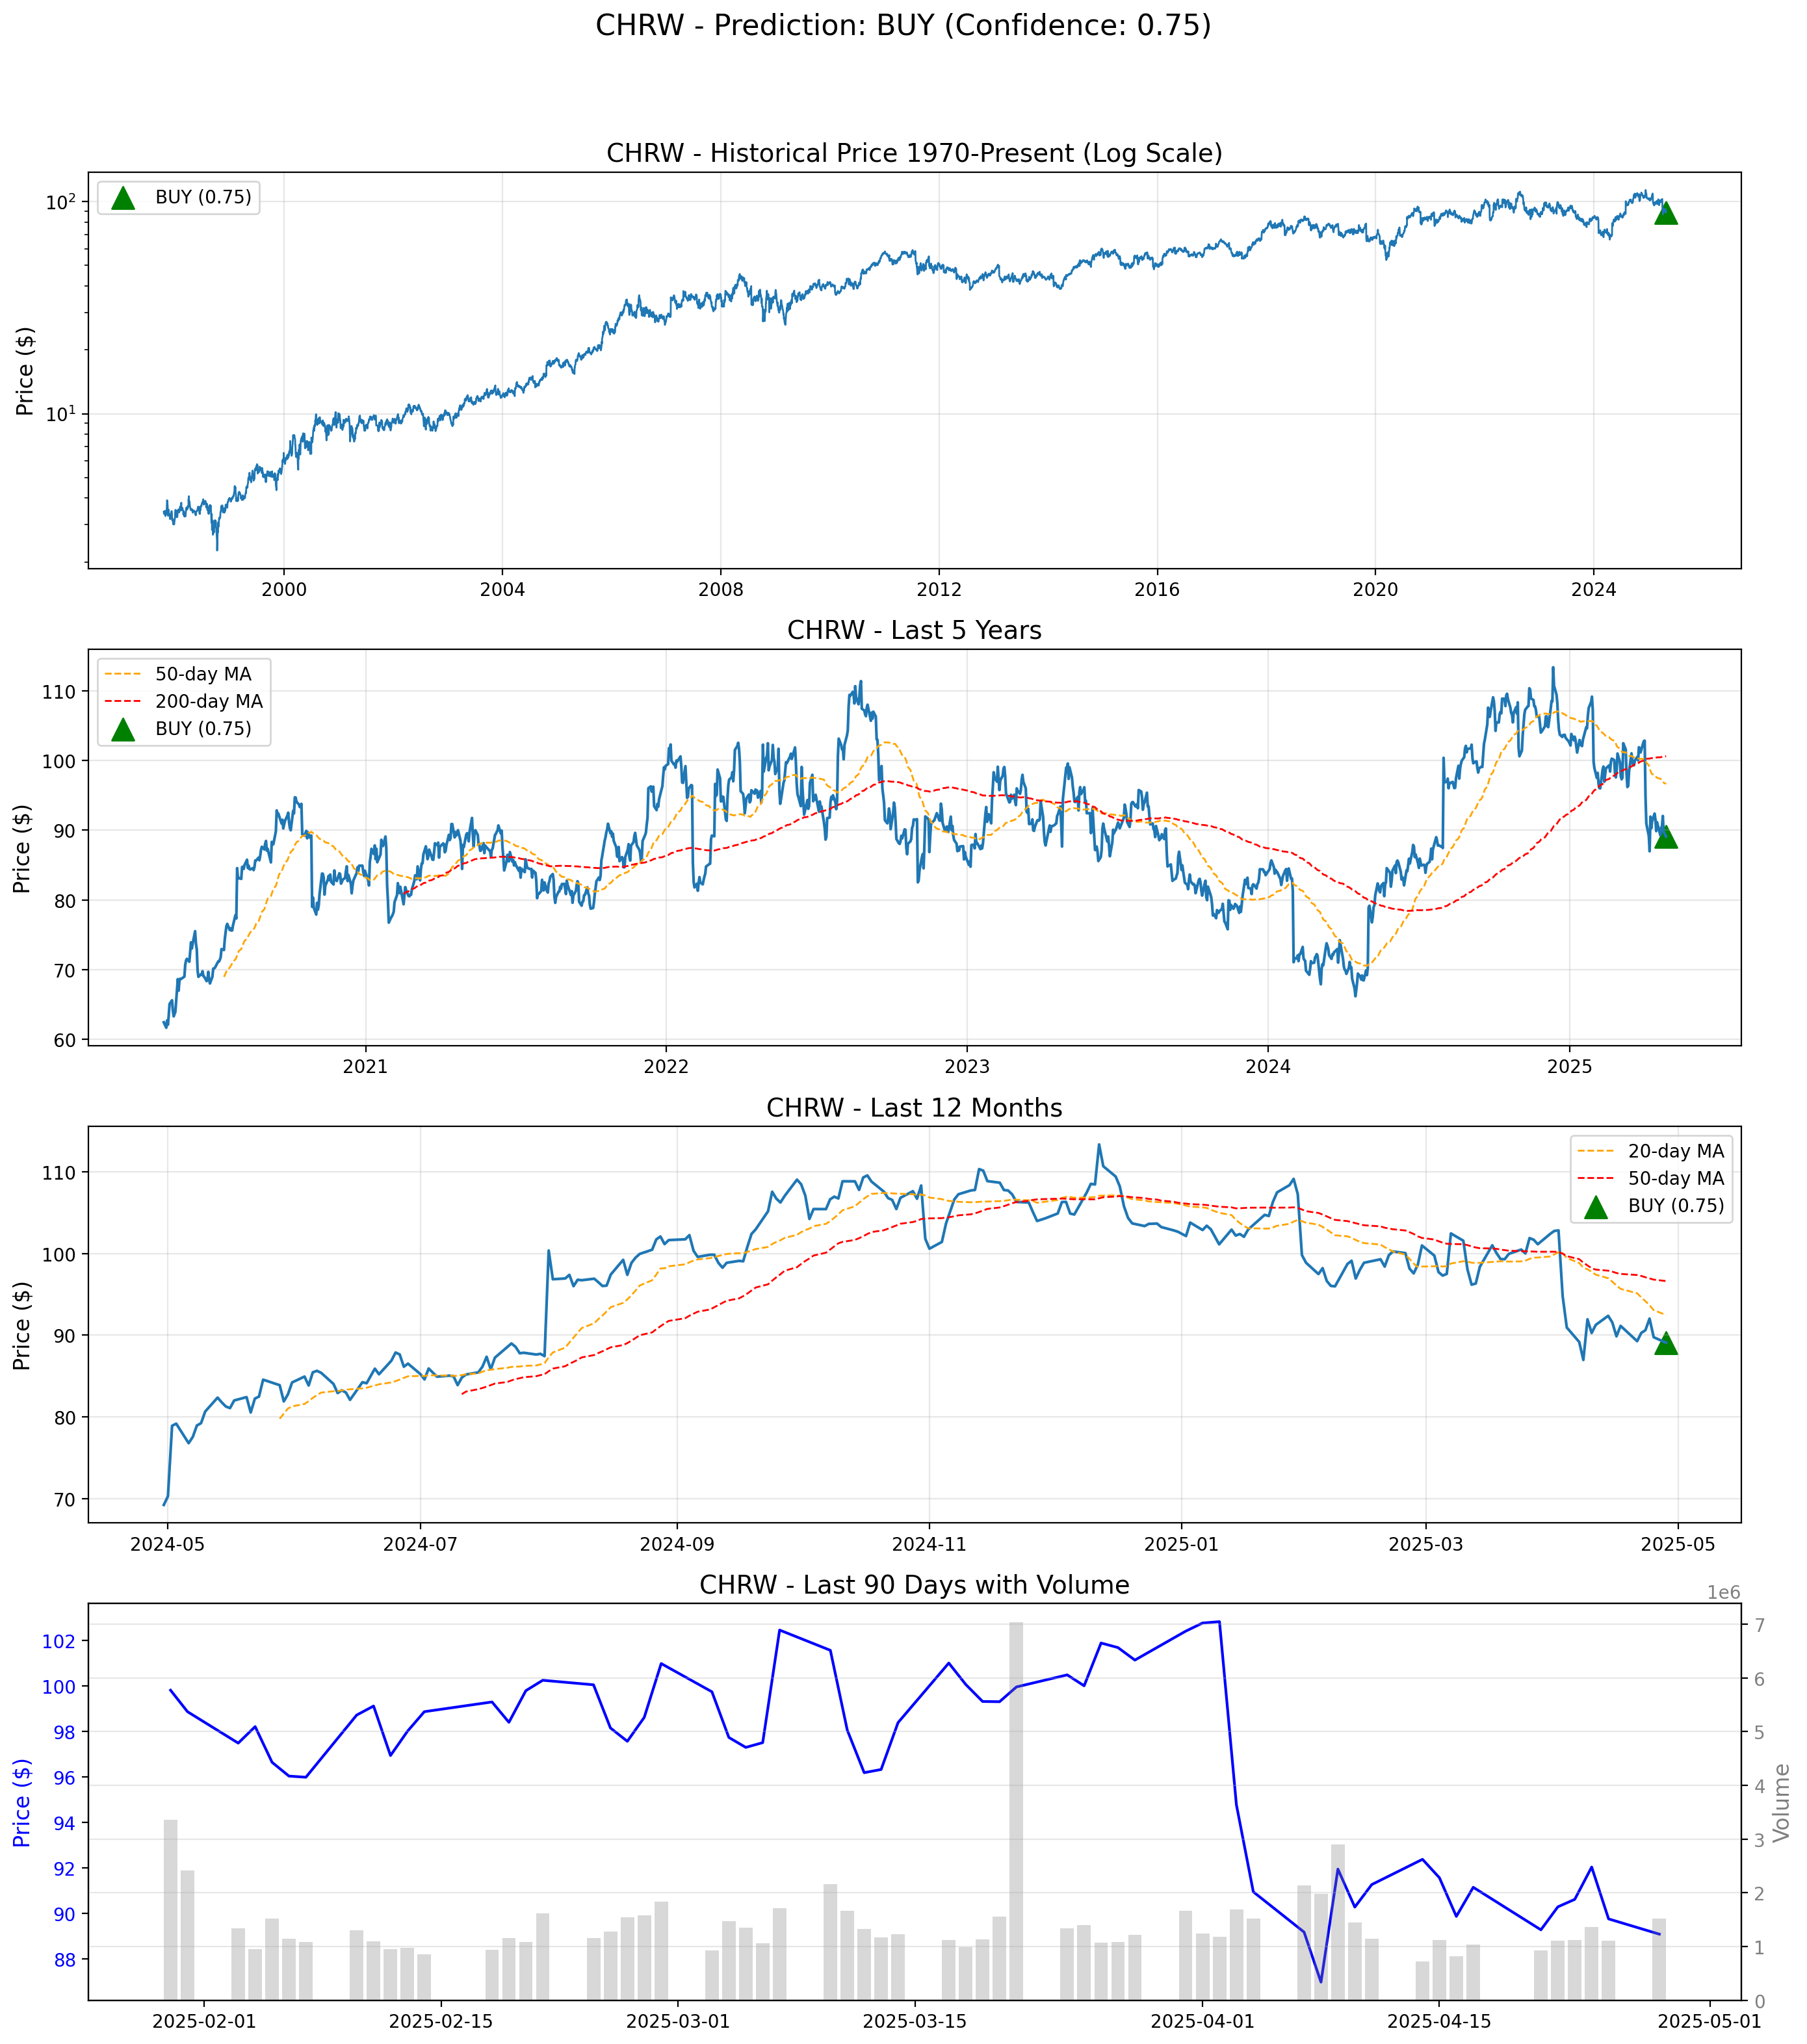 CHRW - Prediction: BUY (Confidence: 0.75)
CHRW - Historical Price 1970-Present (Log Scale)
BUY (0.75)
Price ($)
10²
10¹
2000 2004 2008 2012 2016 2020 2024
CHRW - Last 5 Years
50-day MA
200-day MA
BUY (0.75)
Price ($)
110
100
90
80
70
60
2021 2022 2023 2024 2025
CHRW - Last 12 Months
20-day MA
50-day MA
BUY (0.75)
Price ($)
110
100
90
80
70
2024-05 2024-07 2024-09 2024-11 2025-01 2025-03 2025-05
CHRW - Last 90 Days with Volume
1e6
Price ($)
102
100
98
96
94
92
90
88
7
6
5
4
3
2
1
0
Volume
2025-02-01 2025-02-15 2025-03-01 2025-03-15 2025-04-01 2025-04-15 2025-05-01